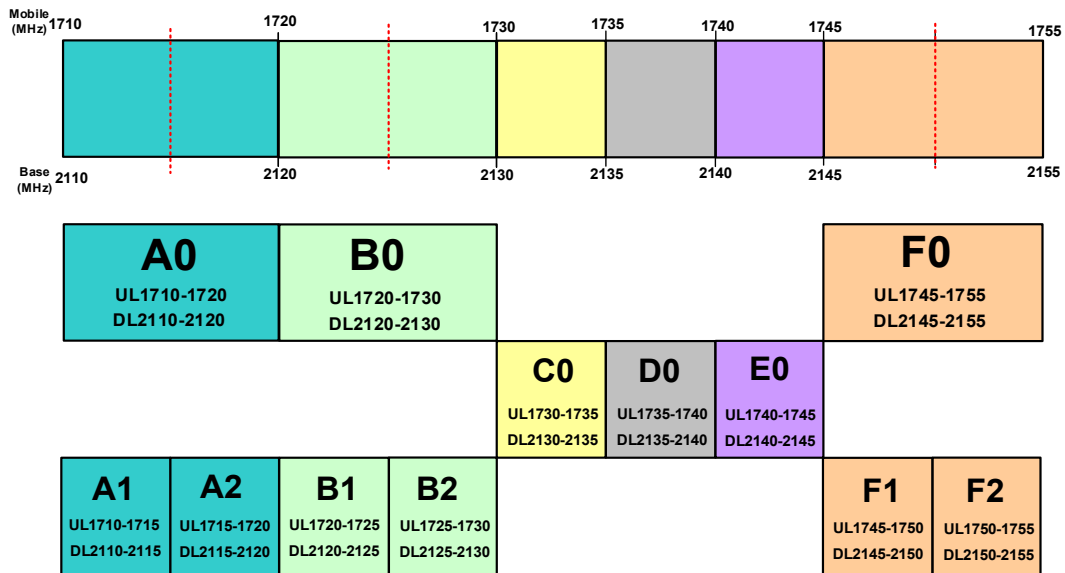 Mobile
(MHz)
1710 1720 1730 1735 1740 1745 1755
Base
(MHz)
2110 2120 2130 2135 2140 2145 2155
A0
UL1710-1720
DL2110-2120
B0
UL1720-1730
DL2120-2130
F0
UL1745-1755
DL2145-2155
C0
UL1730-1735
DL2130-2135
D0
UL1735-1740
DL2135-2140
E0
UL1740-1745
DL2140-2145
A1
UL1710-1715
DL2110-2115
A2
UL1715-1720
DL2115-2120
B1
UL1720-1725
DL2120-2125
B2
UL1725-1730
DL2125-2130
F1
UL1745-1750
DL2145-2150
F2
UL1750-1755
DL2150-2155